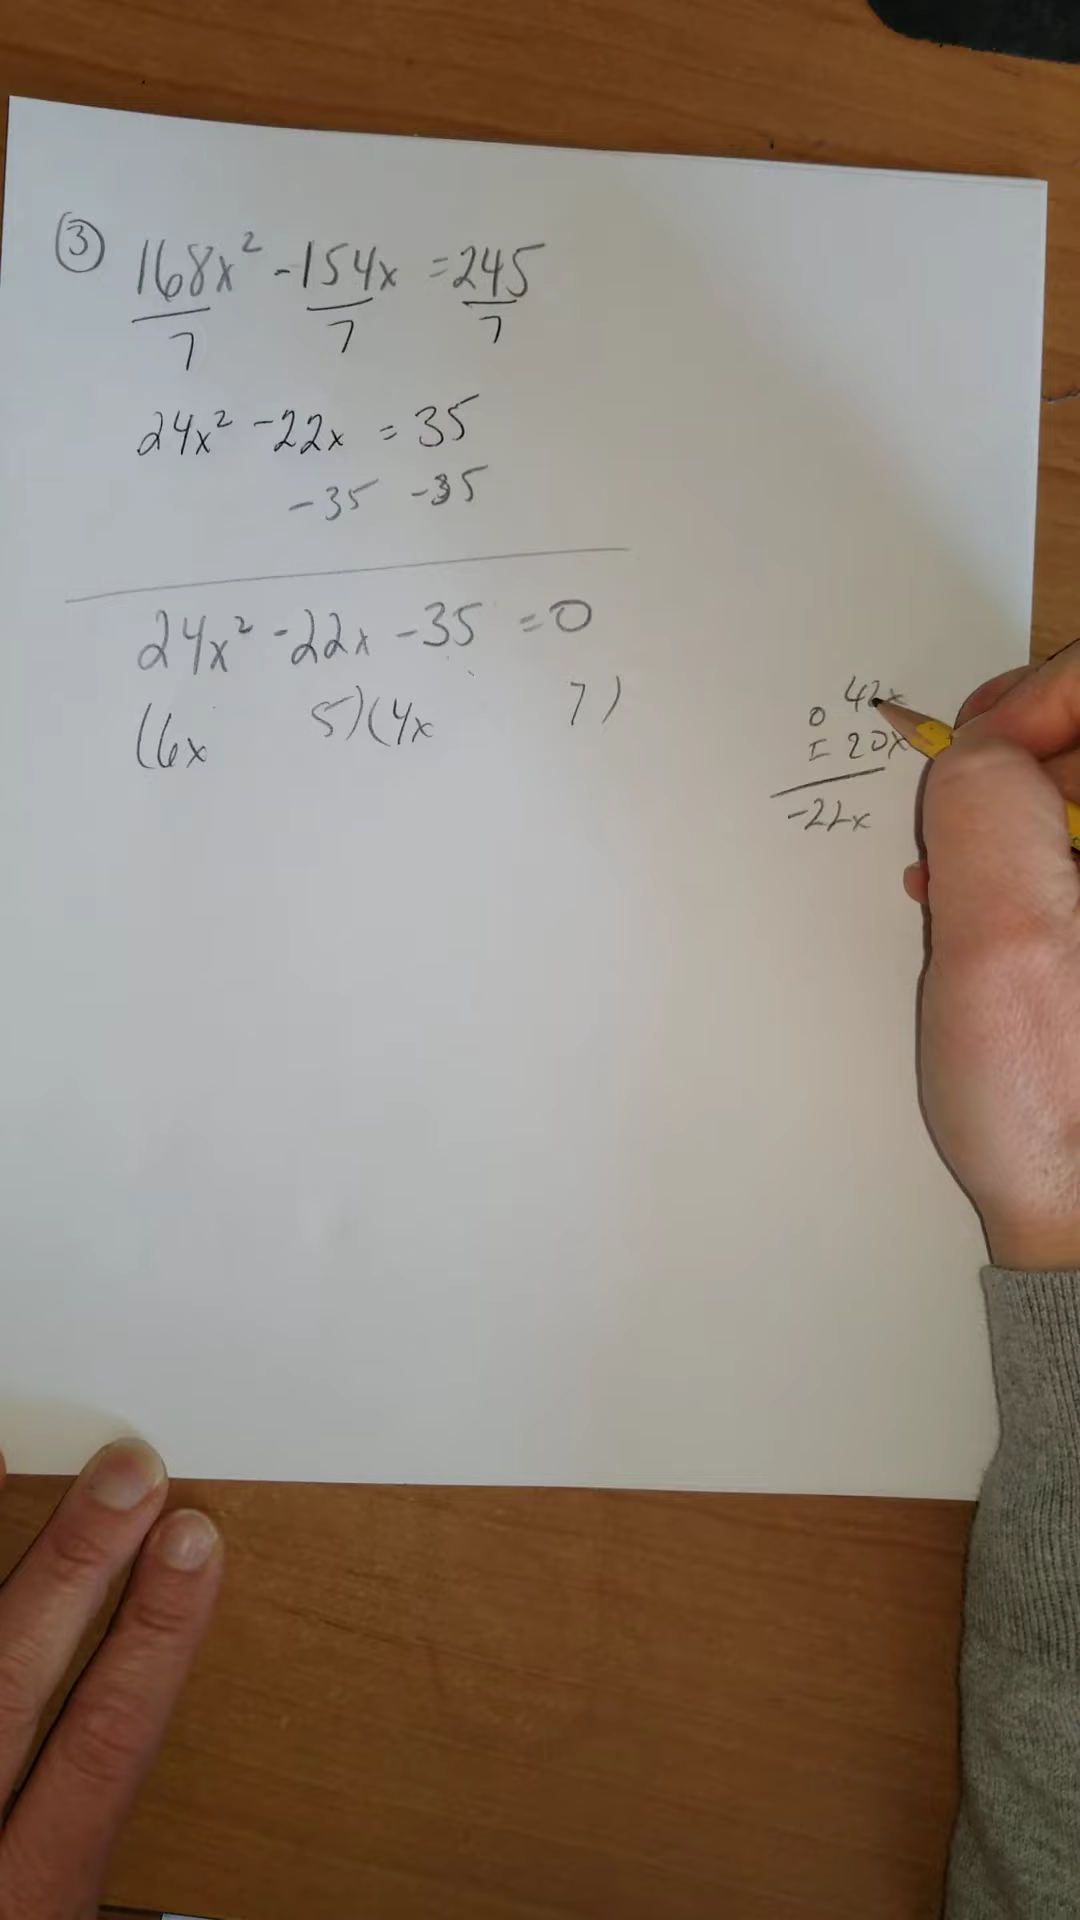 ③ 168x² -154x =245
7 7 7
24x² -22x = 35
-35 -35
24x² -22x -35 =0
(6x 5)(4x 7)
O 42x
I 20x
-22x